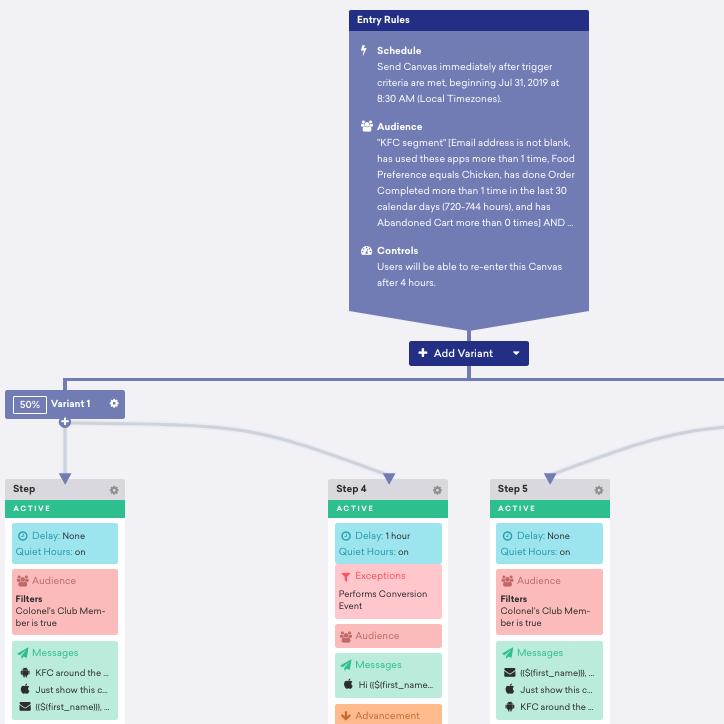 Entry Rules
Schedule
Send Canvas immediately after trigger
criteria are met, beginning Jul 31, 2019 at
8:30 AM (Local Timezones).
Audience
"KFC segment" [Email address is not blank,
has used these apps more than 1 time, Food
Preference equals Chicken, has done Order
Completed more than 1 time in the last 30
calendar days (720-744 hours), and has
Abandoned Cart more than 0 times] AND ...
Controls
Users will be able to re-enter this Canvas
after 4 hours.
Add Variant
50% Variant 1
Step
ACTIVE
Delay: None
Quiet Hours: on
Audience
Filters
Colonel's Club Mem-
ber is true
Messages
KFC around the ...
Just show this c...
{{${first_name}}}, ...
Step 4
ACTIVE
Delay: 1 hour
Quiet Hours: on
Exceptions
Performs Conversion
Event
Audience
Messages
Hi {{${first_name...
Advancement
Step 5
ACTIVE
Delay: None
Quiet Hours: on
Audience
Filters
Colonel's Club Mem-
ber is true
Messages
{{${first_name}}}, ...
Just show this c...
KFC around the ...